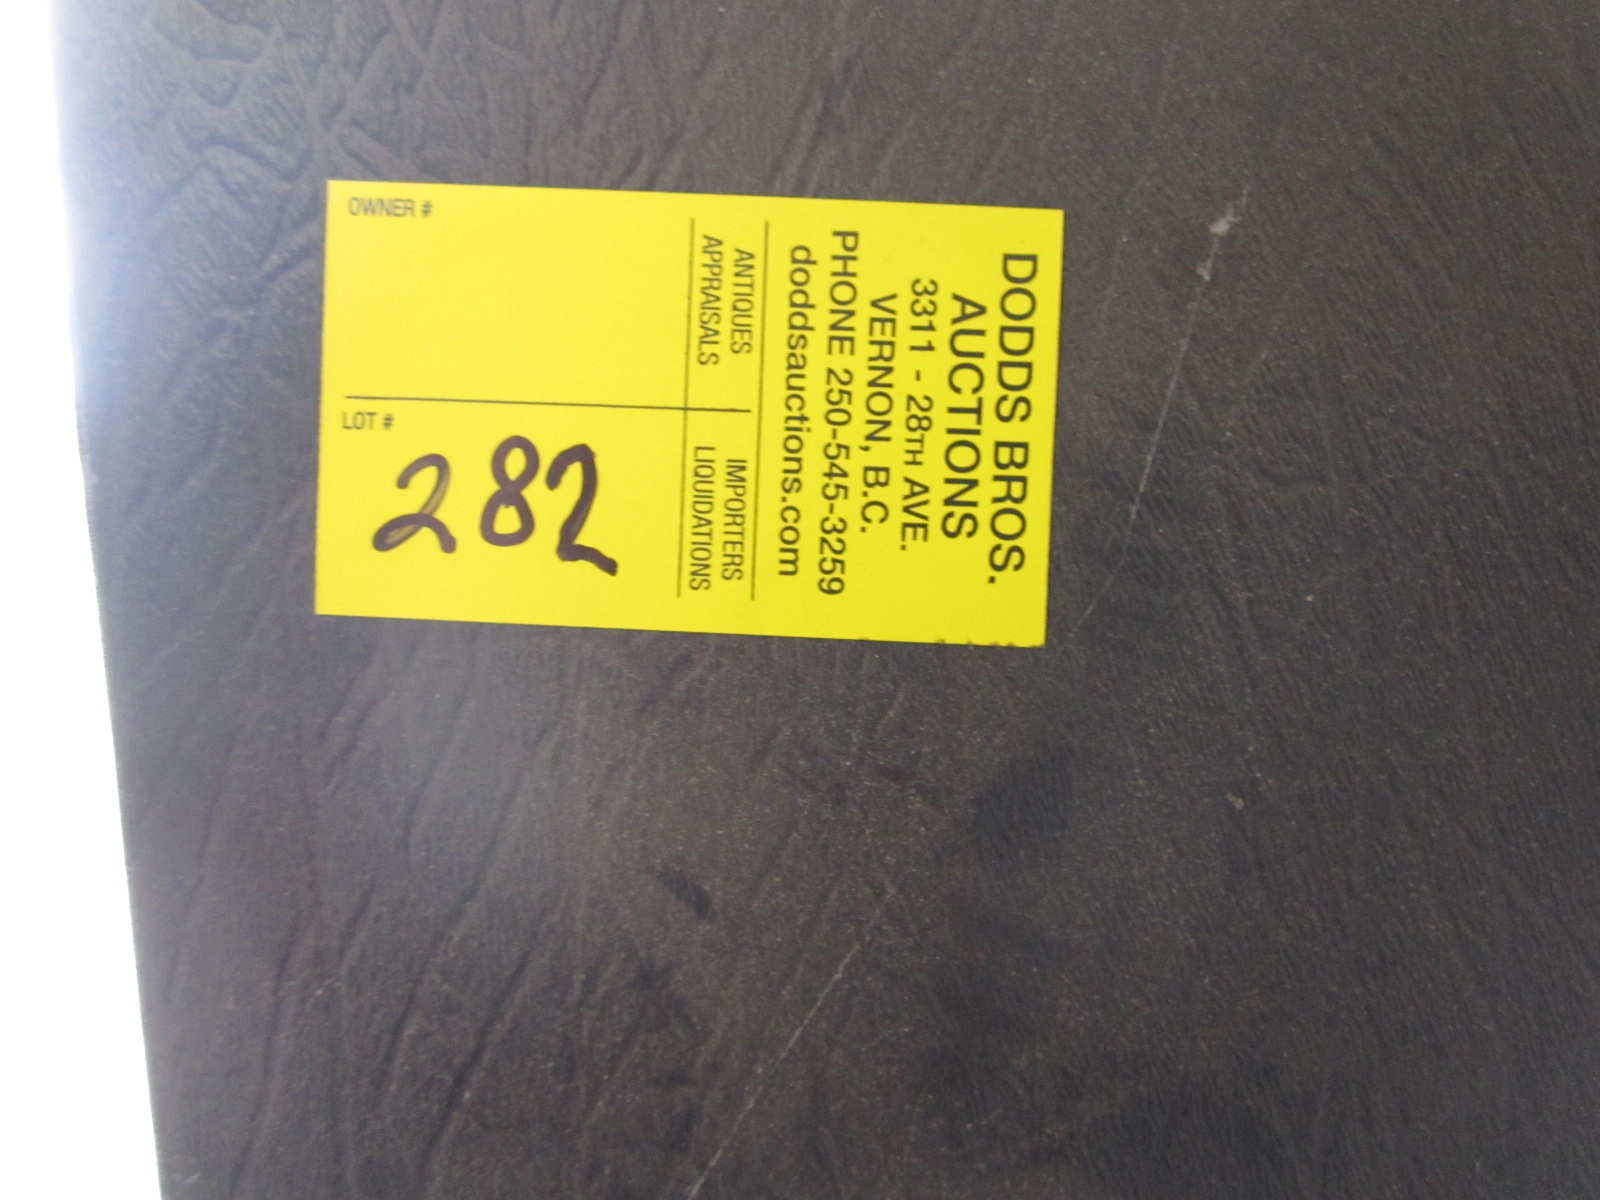 DODDS BROS.
AUCTIONS
3311 - 28TH AVE.
VERNON, B.C.
PHONE 250-545-3259
doddsauctions.com
ANTIQUES IMPORTERS
APPRAISALS LIQUIDATIONS
OWNER #
LOT #
282